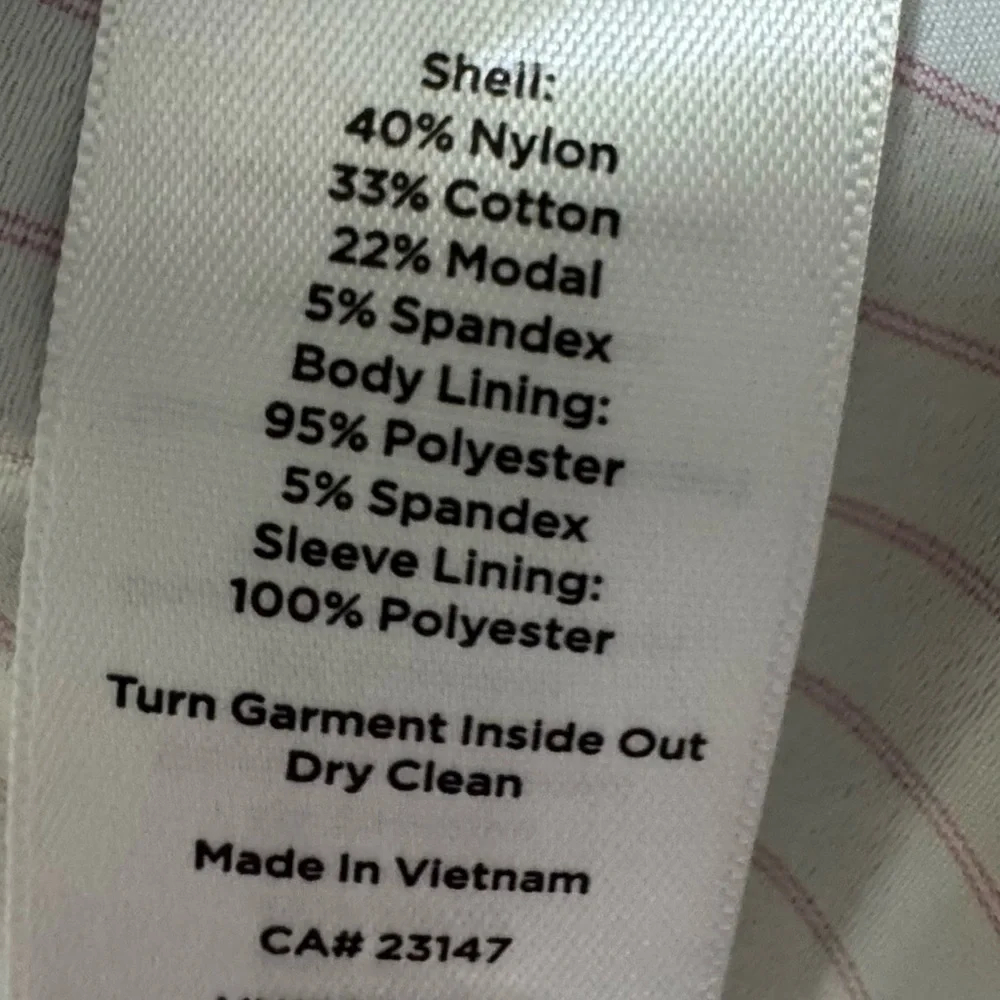 Shell:
40% Nylon
33% Cotton
22% Modal
5% Spandex
Body Lining:
95% Polyester
5% Spandex
Sleeve Lining:
100% Polyester
Turn Garment Inside Out
Dry Clean
Made In Vietnam
CA# 23147